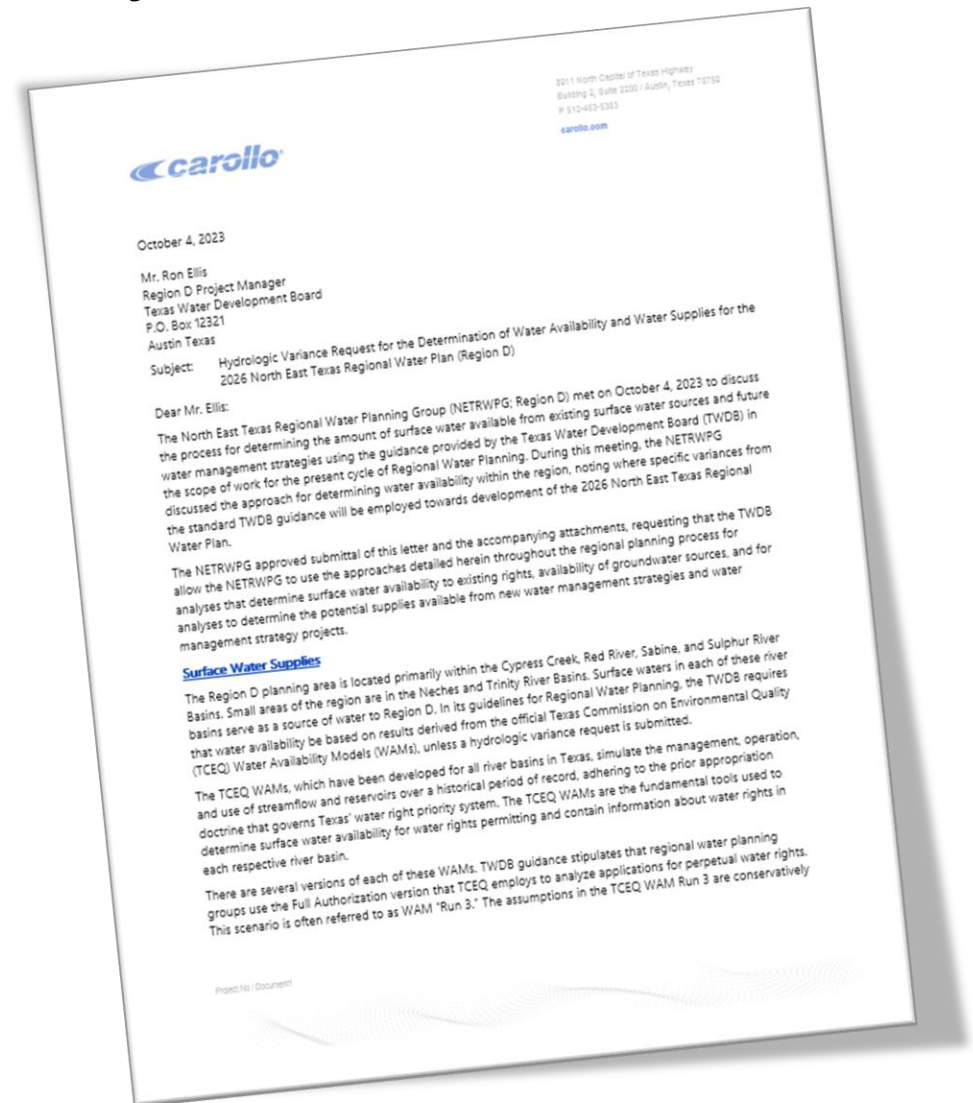 8911 North Capital of Texas Highway
Building 2, Suite 2200 / Austin, Texas 78759
P 512-453-5383
carollo.com
carollo
October 4, 2023
Mr. Ron Ellis
Region D Project Manager
Texas Water Development Board
P.O. Box 12321
Austin Texas
Subject: Hydrologic Variance Request for the Determination of Water Availability and Water Supplies for the
2026 North East Texas Regional Water Plan (Region D)
Dear Mr. Ellis:
The North East Texas Regional Water Planning Group (NETRWPG; Region D) met on October 4, 2023 to discuss
the process for determining the amount of surface water available from existing surface water sources and future
water management strategies using the guidance provided by the Texas Water Development Board (TWDB) in
the scope of work for the present cycle of Regional Water Planning. During this meeting, the NETRWPG
discussed the approach for determining water availability within the region, noting where specific variances from
the standard TWDB guidance will be employed towards development of the 2026 North East Texas Regional
Water Plan.
The NETRWPG approved submittal of this letter and the accompanying attachments, requesting that the TWDB
allow the NETRWPG to use the approaches detailed herein throughout the regional planning process for
analyses that determine surface water availability to existing rights, availability of groundwater sources, and for
analyses to determine the potential supplies available from new water management strategies and water
management strategy projects.
Surface Water Supplies
The Region D planning area is located primarily within the Cypress Creek, Red River, Sabine, and Sulphur River
Basins. Small areas of the region are in the Neches and Trinity River Basins. Surface waters in each of these river
basins serve as a source of water to Region D. In its guidelines for Regional Water Planning, the TWDB requires
that water availability be based on results derived from the official Texas Commission on Environmental Quality
(TCEQ) Water Availability Models (WAMs), unless a hydrologic variance request is submitted.
The TCEQ WAMs, which have been developed for all river basins in Texas, simulate the management, operation,
and use of streamflow and reservoirs over a historical period of record, adhering to the prior appropriation
doctrine that governs Texas' water right priority system. The TCEQ WAMs are the fundamental tools used to
determine surface water availability for water rights permitting and contain information about water rights in
each respective river basin.
There are several versions of each of these WAMs. TWDB guidance stipulates that regional water planning
groups use the Full Authorization version that TCEQ employs to analyze applications for perpetual water rights.
This scenario is often referred to as WAM "Run 3." The assumptions in the TCEQ WAM Run 3 are conservatively
Project No / Document1